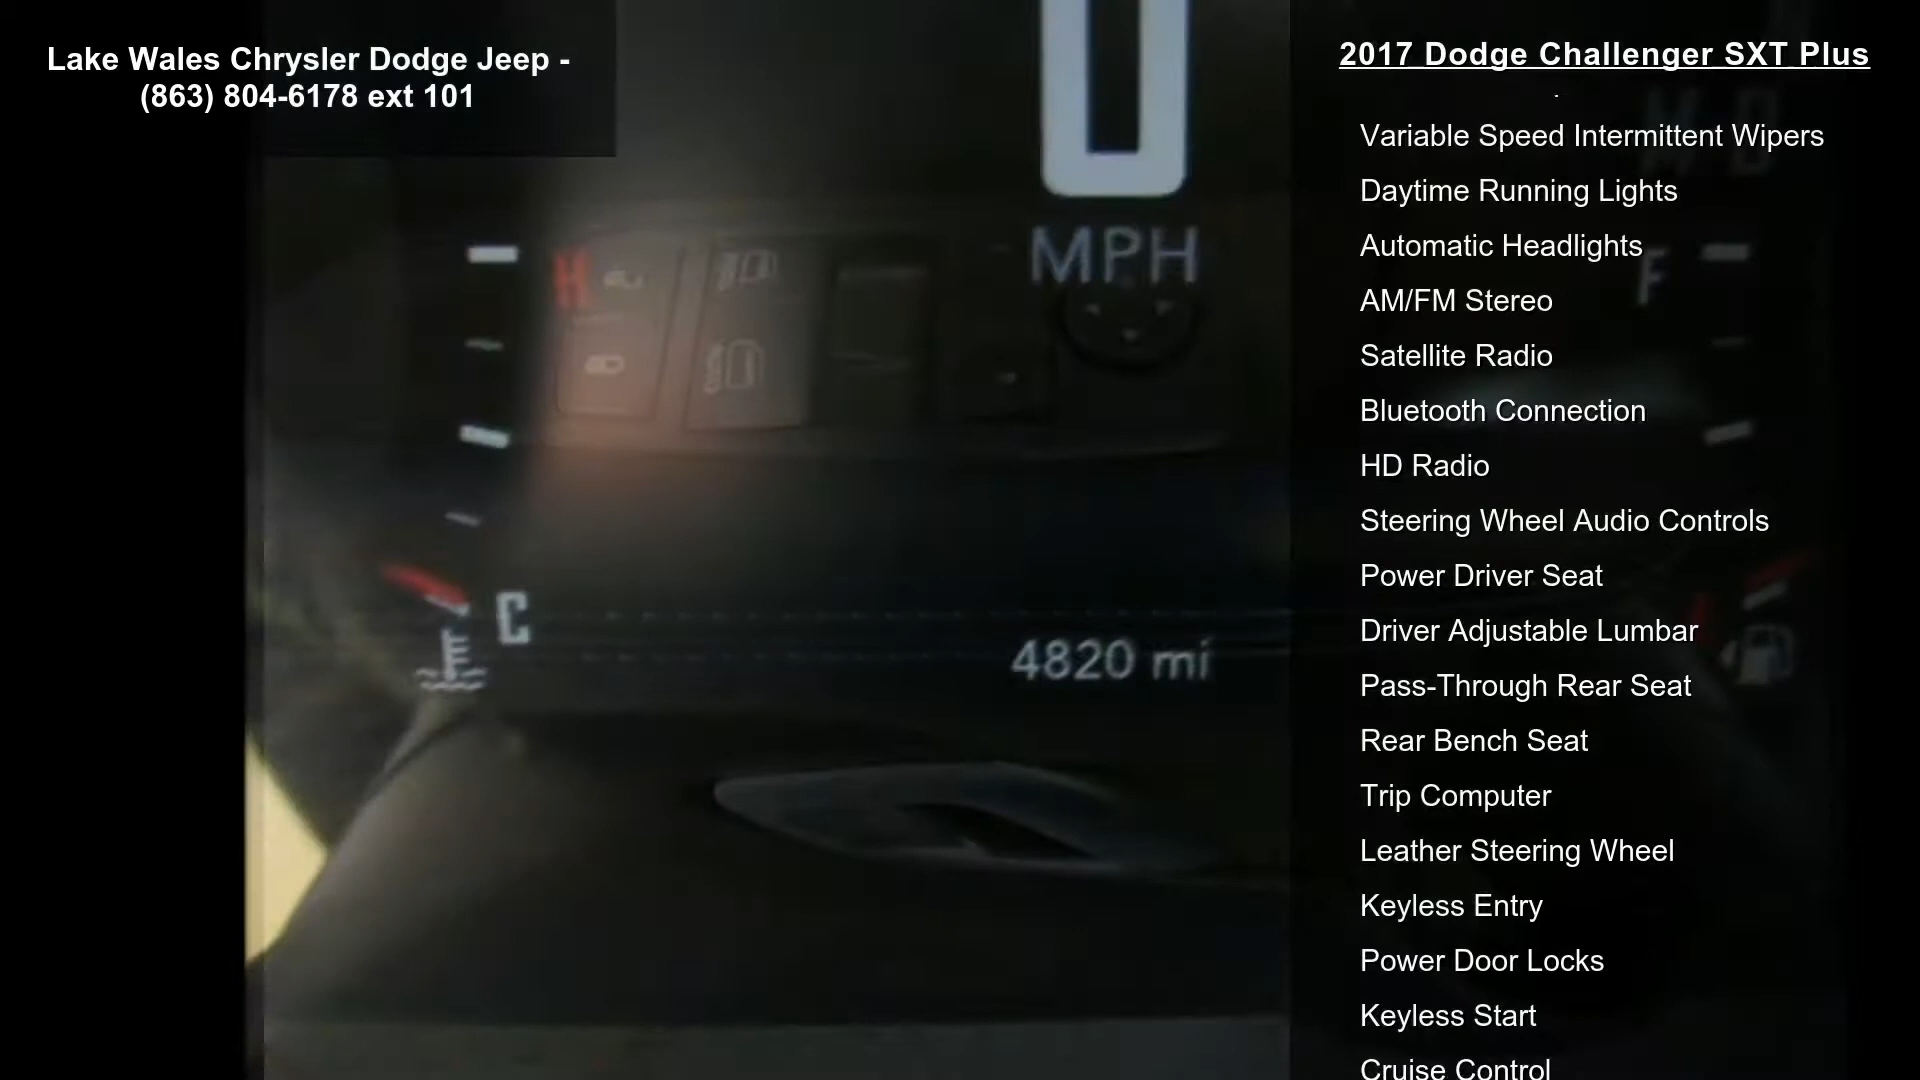 Lake Wales Chrysler Dodge Jeep -
(863) 804-6178 ext 101
2017 Dodge Challenger SXT Plus
.
Variable Speed Intermittent Wipers
Daytime Running Lights
Automatic Headlights
AM/FM Stereo
Satellite Radio
Bluetooth Connection
HD Radio
Steering Wheel Audio Controls
Power Driver Seat
Driver Adjustable Lumbar
Pass-Through Rear Seat
Rear Bench Seat
Trip Computer
Leather Steering Wheel
Keyless Entry
Power Door Locks
Keyless Start
Cruise Control
0
MPH
H
F
C
4820 mi